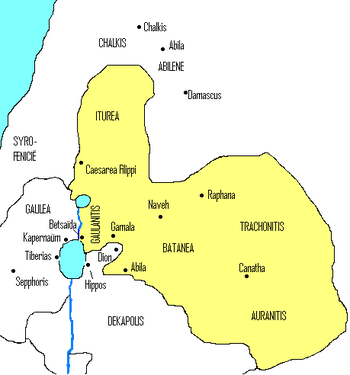 Chalkis
CHALKIS
Abila
ABILENE
Damascus
ITUREA
SYRO-
FENICIË
Caesarea Filippi
Raphana
Naveh
GALILEA
Betsaïda
GAULANITIS
Gamala
TRACHONITIS
Kapernaüm
BATANEA
Tiberias
Dion
Abila
Canatha
Sepphoris
Hippos
DEKAPOLIS
AURANITIS